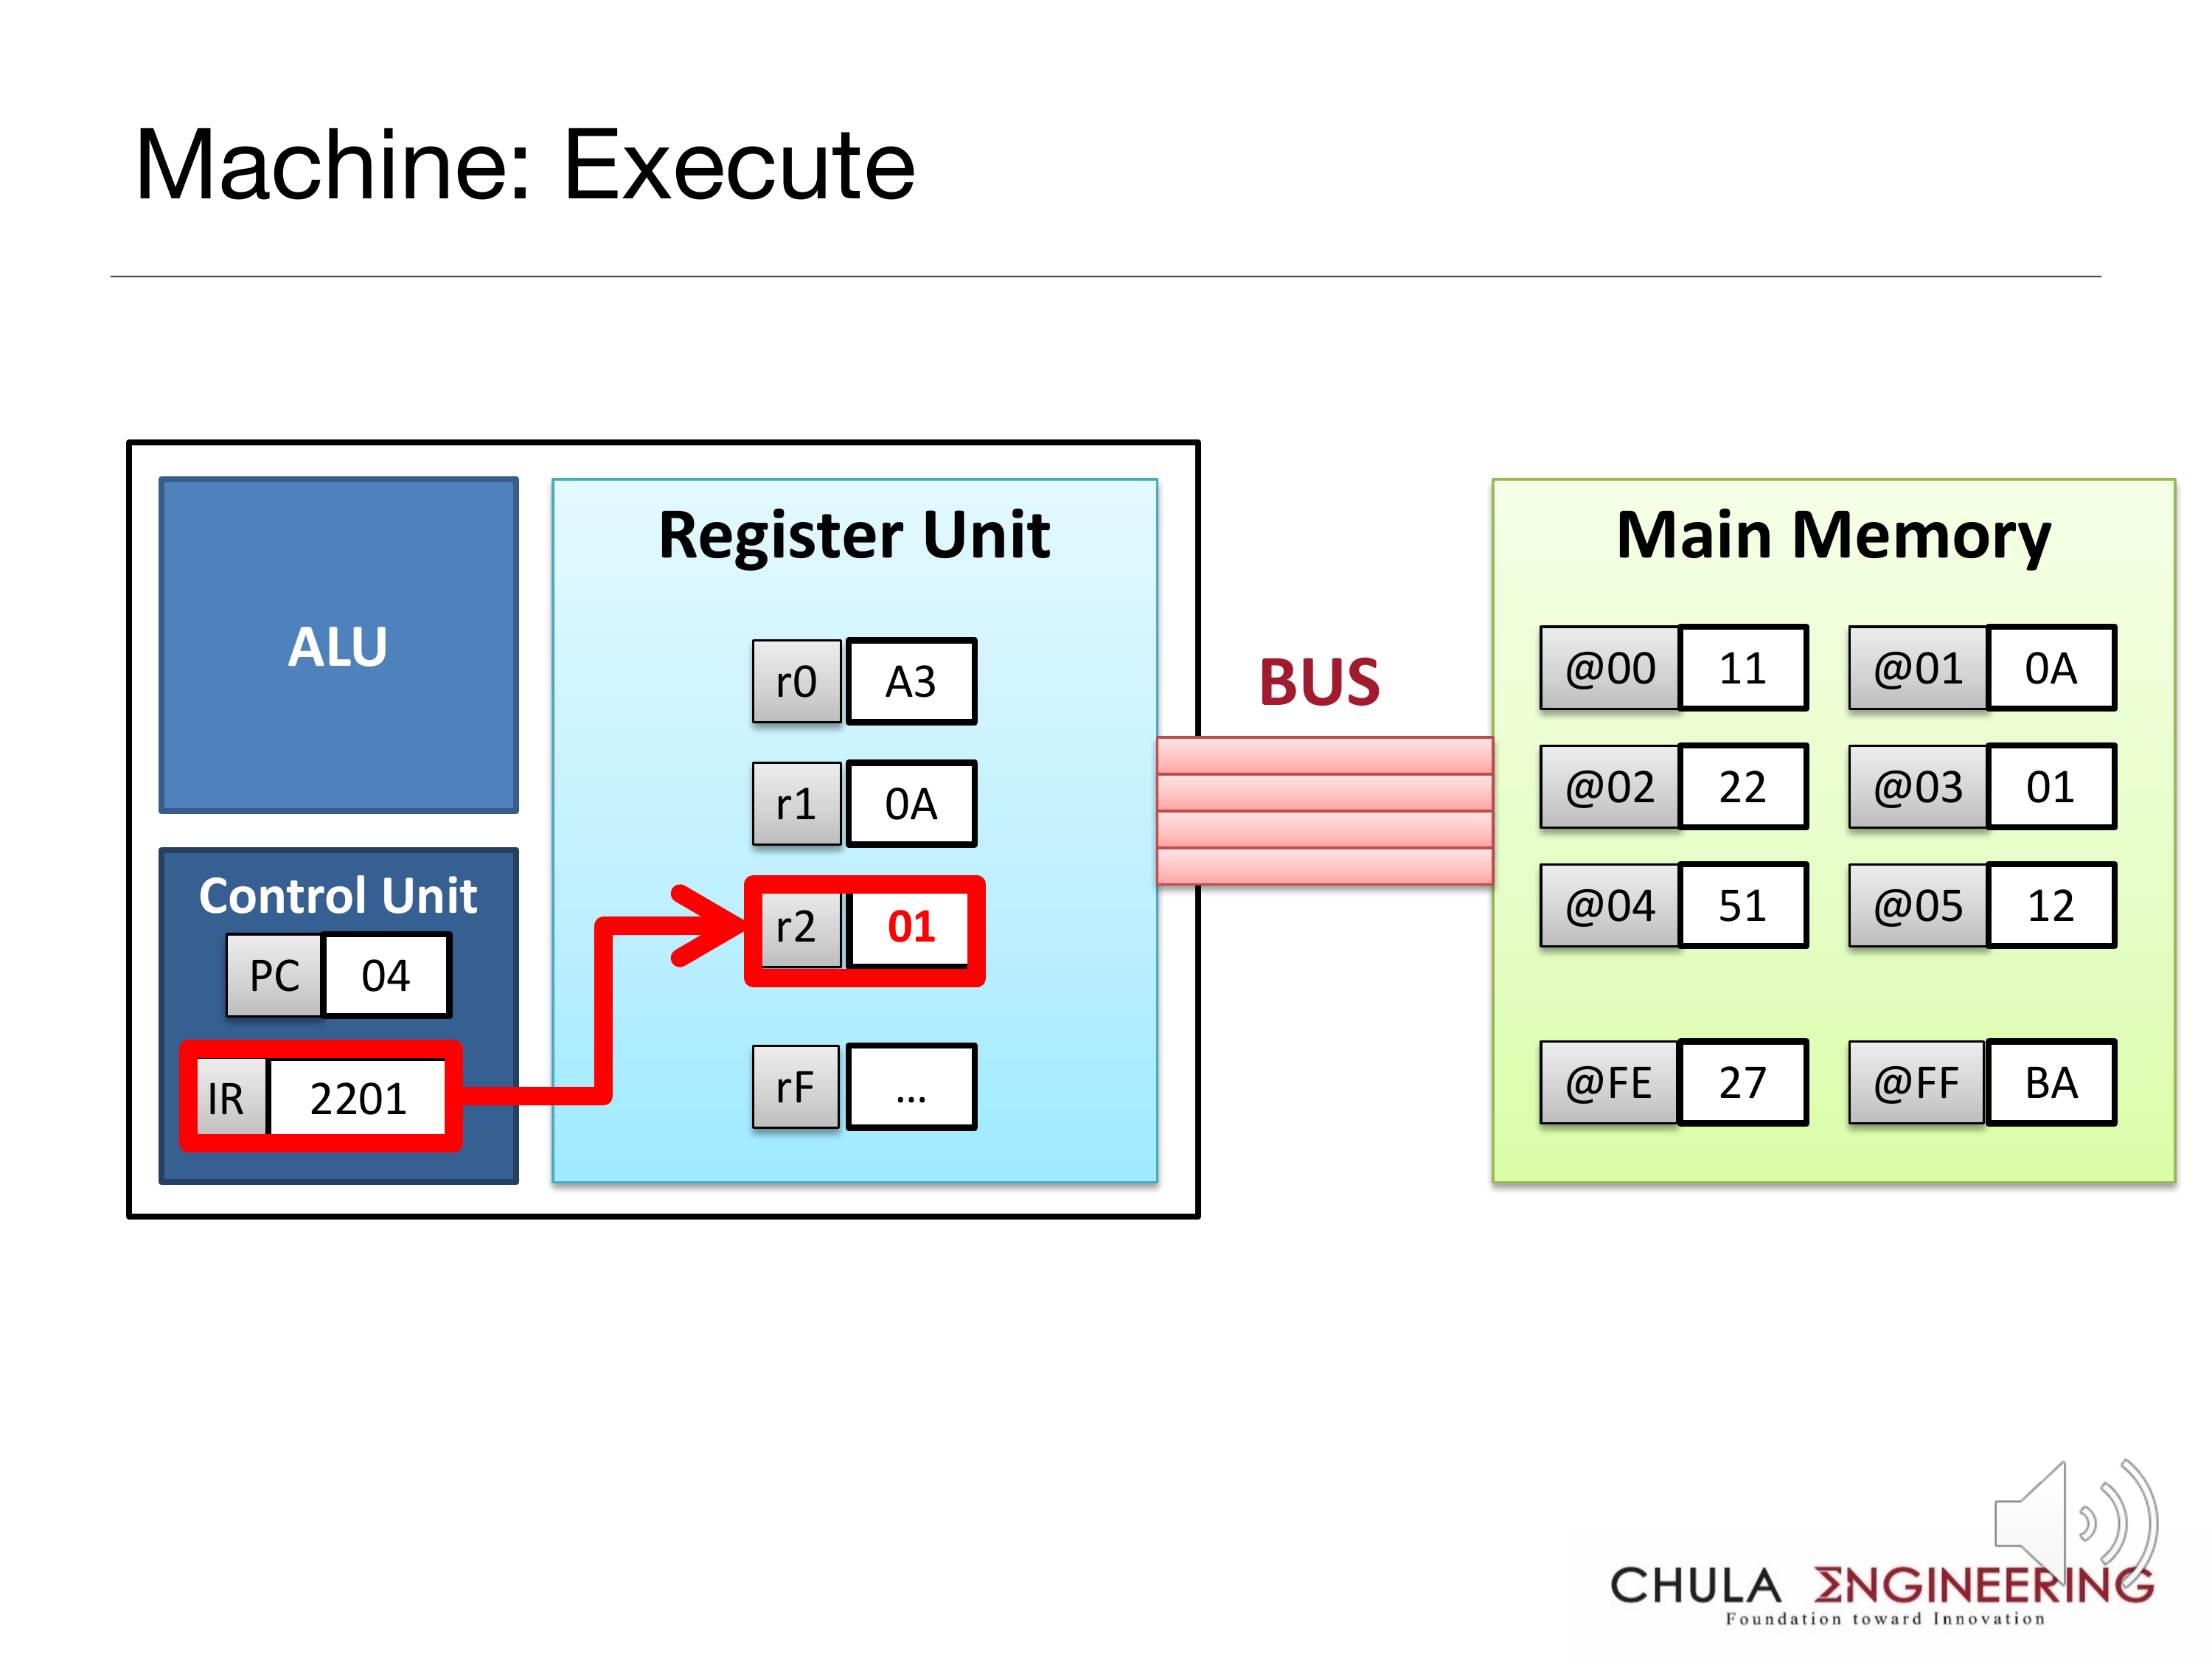 Machine: Execute
ALU
Control Unit
PC 04
IR 2201
Register Unit
r0 A3
r1 0A
r2 01
rF ...
BUS
Main Memory
@00 11 @01 0A
@02 22 @03 01
@04 51 @05 12
@FE 27 @FF BA
CHULA ΣNGINEERING
Foundation toward Innovation